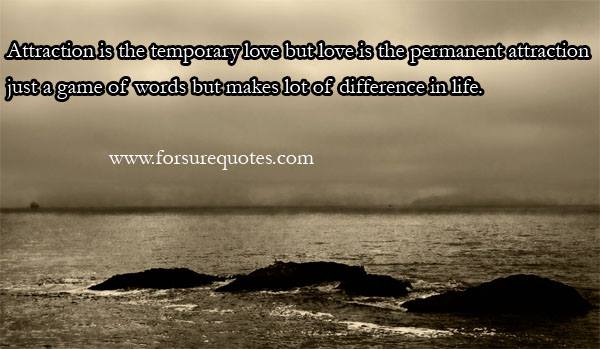 Attraction is the temporary love but love is the permanent attraction
just a game of words but makes lot of difference in life.
www.forsurequotes.com